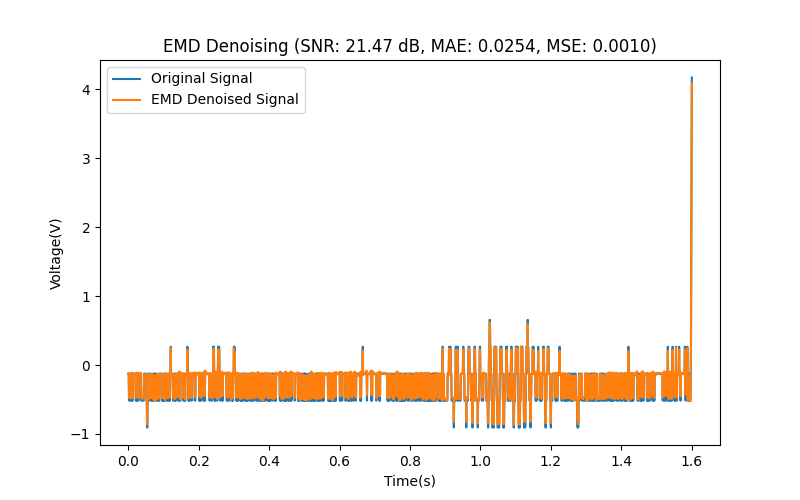 EMD Denoising (SNR: 21.47 dB, MAE: 0.0254, MSE: 0.0010)
Original Signal
EMD Denoised Signal
4
3
2
1
0
−1
Voltage(V)
0.0 0.2 0.4 0.6 0.8 1.0 1.2 1.4 1.6
Time(s)